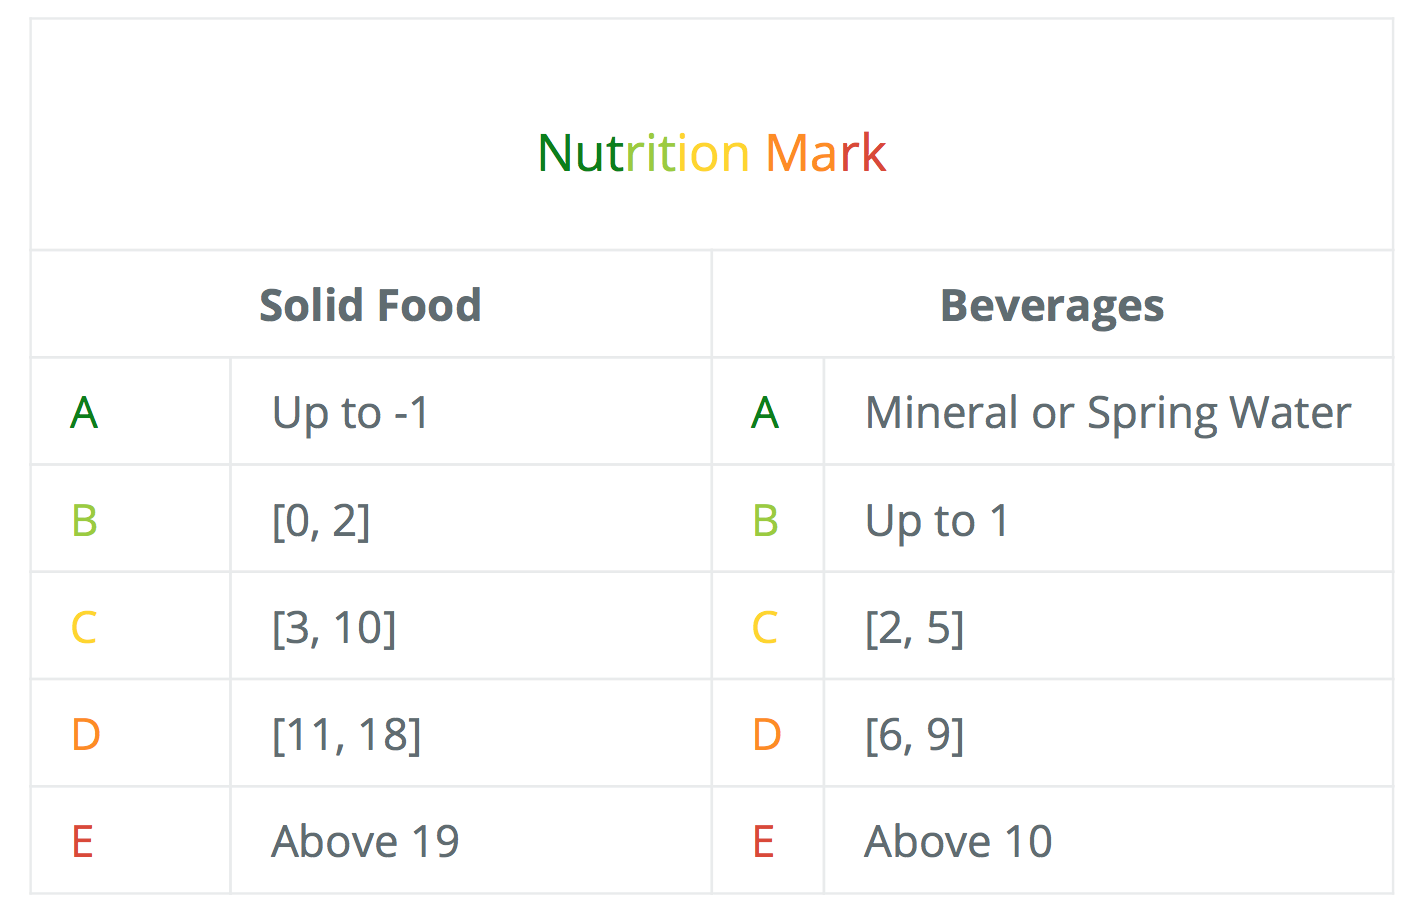 Nutrition Mark
Solid Food Beverages
A Up to -1 A Mineral or Spring Water
B [0, 2] B Up to 1
C [3, 10] C [2, 5]
D [11, 18] D [6, 9]
E Above 19 E Above 10